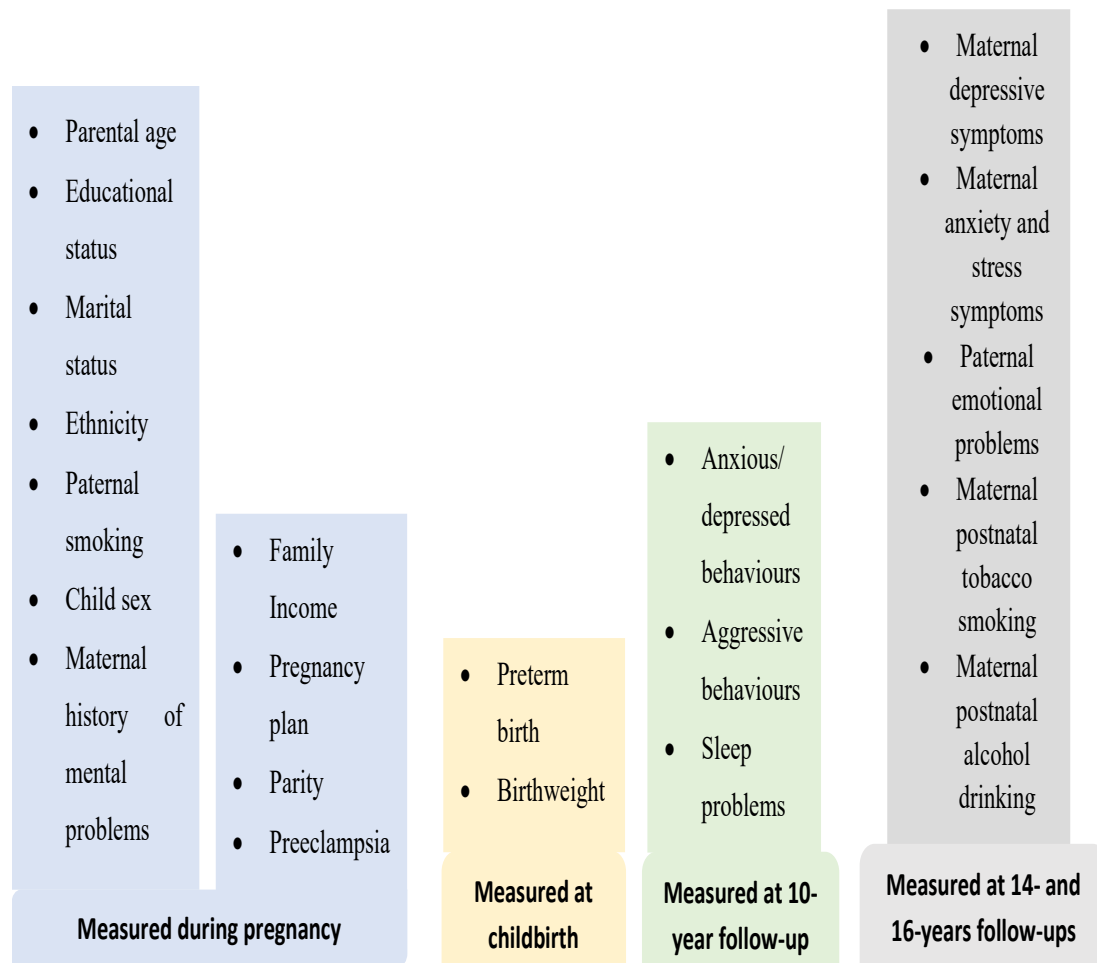 • Parental age
• Educational
status
• Marital
status
• Ethnicity
• Paternal
smoking
• Child sex
• Maternal
history of
mental
problems
• Family
Income
• Pregnancy
plan
• Parity
• Preeclampsia
Measured during pregnancy
• Preterm
birth
• Birthweight
Measured at
childbirth
• Anxious/
depressed
behaviours
• Aggressive
behaviours
• Sleep
problems
Measured at 10-
year follow-up
• Maternal
depressive
symptoms
• Maternal
anxiety and
stress
symptoms
• Paternal
emotional
problems
• Maternal
postnatal
tobacco
smoking
• Maternal
postnatal
alcohol
drinking
Measured at 14- and
16-years follow-ups